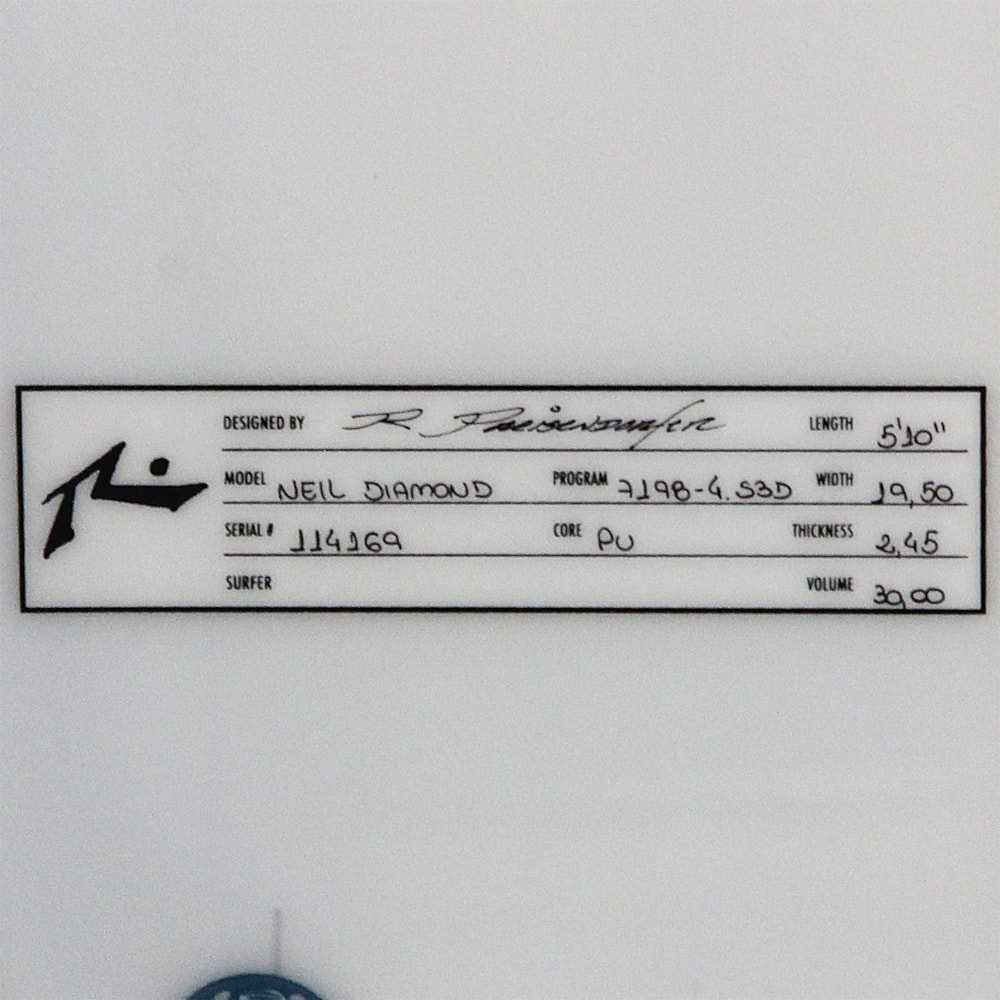 DESIGNED BY R. Preisendorfer LENGTH 5'10"
MODEL NEIL DIAMOND PROGRAM 7198-4.S3D WIDTH 19,50
SERIAL # 114169 CORE PU THICKNESS 2,45
SURFER VOLUME 30,00